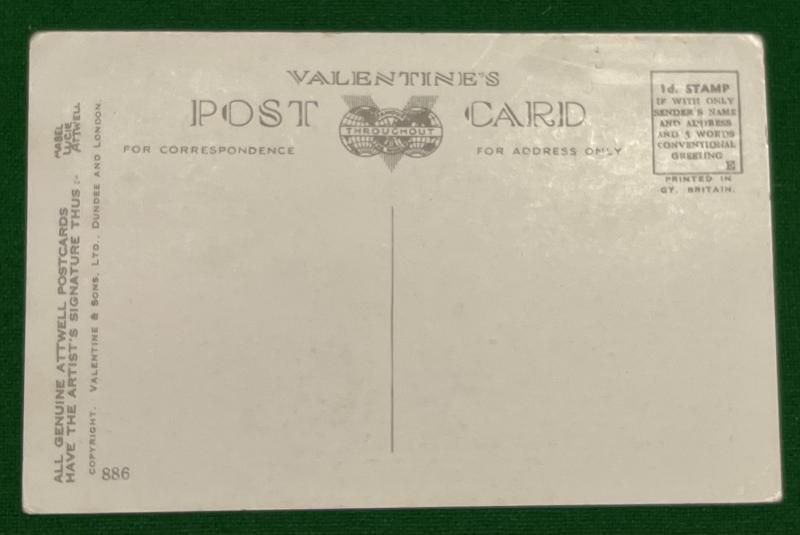 VALENTINE'S
POST CARD
THROUGHOUT
FOR CORRESPONDENCE
FOR ADDRESS ONLY
1d. STAMP
IF WITH ONLY
SENDER'S NAME
AND ADDRESS
AND 5 WORDS
CONVENTIONAL
GREETING
E
PRINTED IN
GT. BRITAIN.
ALL GENUINE ATTWELL POSTCARDS
HAVE THE ARTIST'S SIGNATURE THUS :-
MABEL
LUCIE
ATTWELL
COPYRIGHT. VALENTINE & SONS, LTD., DUNDEE AND LONDON.
886